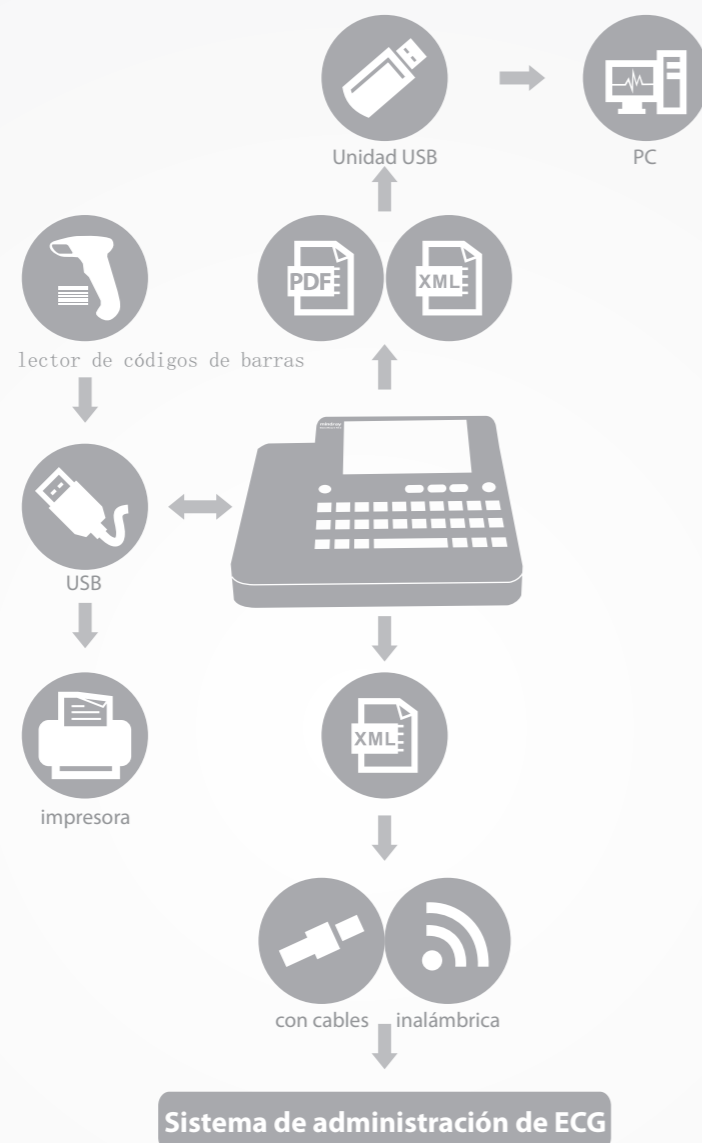 Unidad USB
PC
PDF
XML
lector de códigos de barras
USB
XML
impresora
con cables
inalámbrica
Sistema de administración de ECG